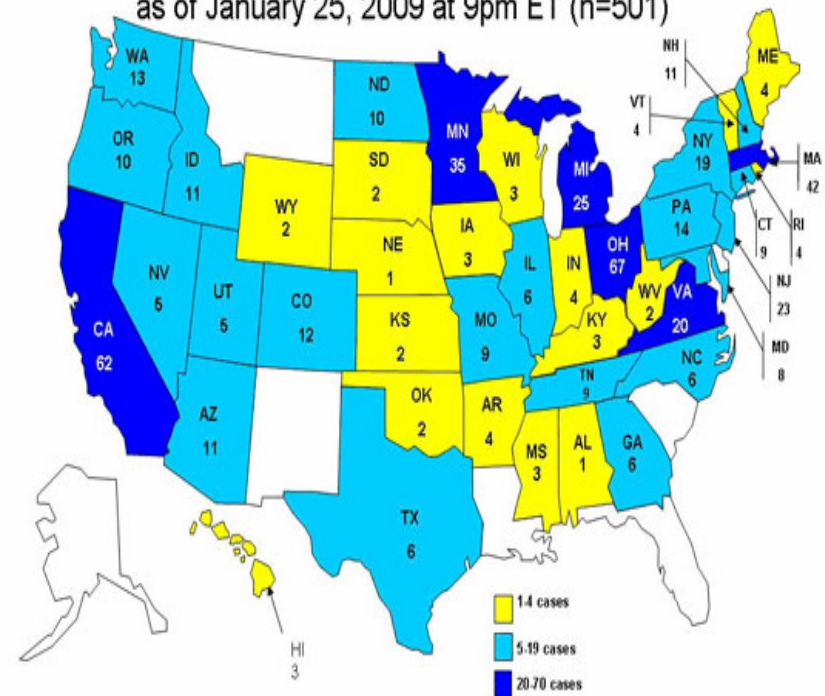 as of January 25, 2009 at 9pm ET (n=501)
WA
13
OR
10
ID
11
WY
2
ND
10
SD
2
NE
1
KS
2
OK
2
TX
6
MN
35
IA
3
MO
9
AR
4
WI
3
IL
6
MI
25
IN
4
OH
67
KY
3
TN
9
MS
3
AL
1
GA
6
WV
2
VA
20
NC
6
PA
14
NY
19
VT
4
NH
11
ME
4
MA
42
RI
4
CT
9
NJ
23
MD
8
CA
62
NV
5
UT
5
CO
12
AZ
11
HI
3
1-4 cases
5-19 cases
20-70 cases